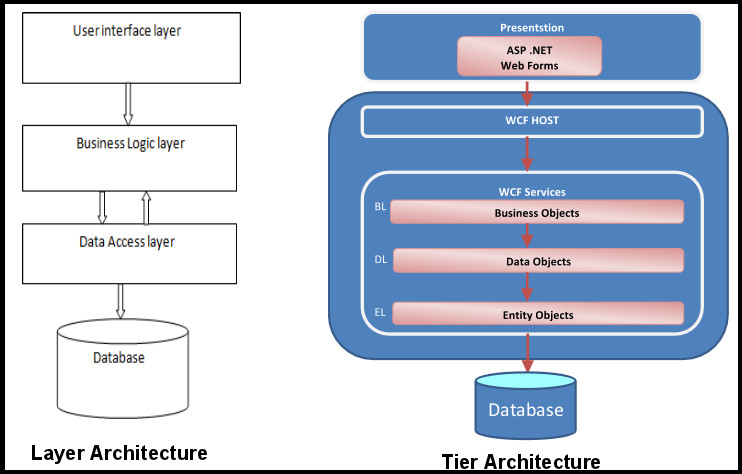 User interface layer
Business Logic layer
Data Access layer
Database
Layer Architecture
Presentstion
ASP .NET
Web Forms
WCF HOST
WCF Services
BL
Business Objects
DL
Data Objects
EL
Entity Objects
Database
Tier Architecture